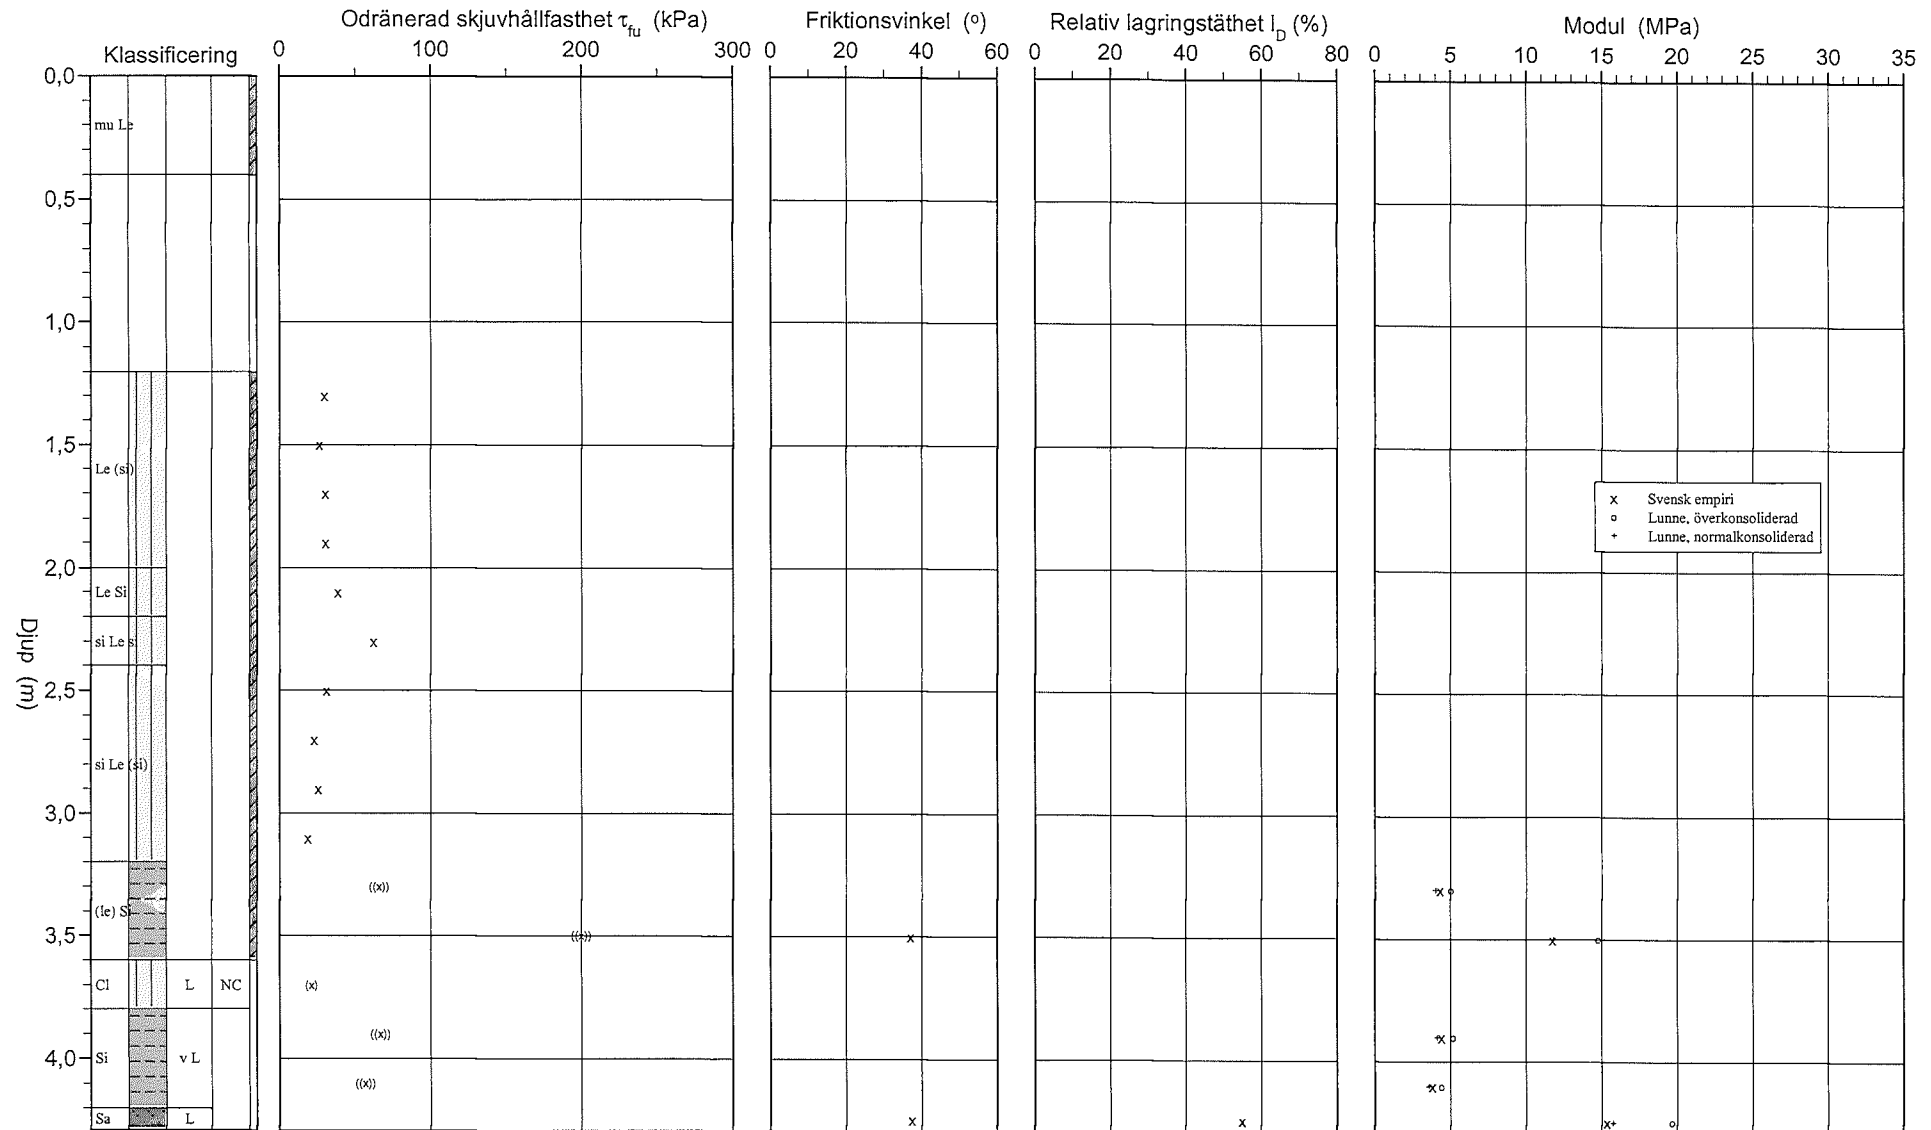 Odränerad skjuvhållfasthet τfu (kPa)
Friktionsvinkel (o)
Relativ lagringstäthet ID (%)
Modul (MPa)
Klassificering
0 100 200 300
0 20 40 60
0 20 40 60 80
0 5 10 15 20 25 30 35
Djup (m)
0,0
mu Le
0,5
1,0
1,5
Le (si)
2,0
Le Si
si Le si
2,5
si Le (si)
3,0
(le) Si
3,5
Cl L NC
4,0
Si v L
Sa L
x Svensk empiri
o Lunne, överkonsoliderad
+ Lunne, normalkonsoliderad